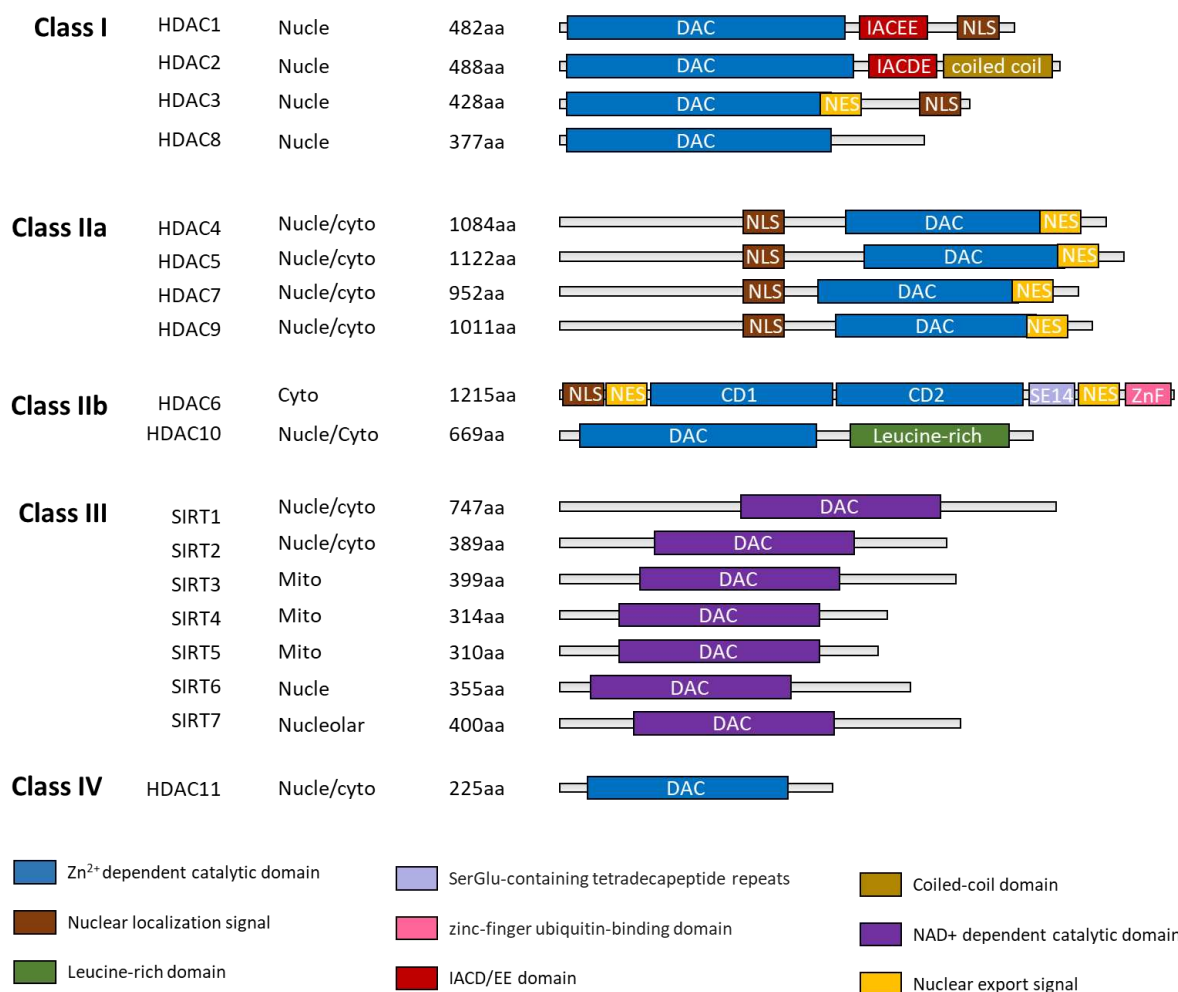 Class I HDAC1 Nucle 482aa DAC IACEE NLS
HDAC2 Nucle 488aa DAC IACDE coiled coil
HDAC3 Nucle 428aa DAC NES NLS
HDAC8 Nucle 377aa DAC
Class IIa HDAC4 Nucle/cyto 1084aa NLS DAC NES
HDAC5 Nucle/cyto 1122aa NLS DAC NES
HDAC7 Nucle/cyto 952aa NLS DAC NES
HDAC9 Nucle/cyto 1011aa NLS DAC NES
Class IIb HDAC6 Cyto 1215aa NLS NES CD1 CD2 SE14 NES ZnF
HDAC10 Nucle/Cyto 669aa DAC Leucine-rich
Class III SIRT1 Nucle/cyto 747aa DAC
SIRT2 Nucle/cyto 389aa DAC
SIRT3 Mito 399aa DAC
SIRT4 Mito 314aa DAC
SIRT5 Mito 310aa DAC
SIRT6 Nucle 355aa DAC
SIRT7 Nucleolar 400aa DAC
Class IV HDAC11 Nucle/cyto 225aa DAC
Zn²⁺ dependent catalytic domain
Nuclear localization signal
Leucine-rich domain
SerGlu-containing tetradecapeptide repeats
zinc-finger ubiquitin-binding domain
IACD/EE domain
Coiled-coil domain
NAD+ dependent catalytic domain
Nuclear export signal